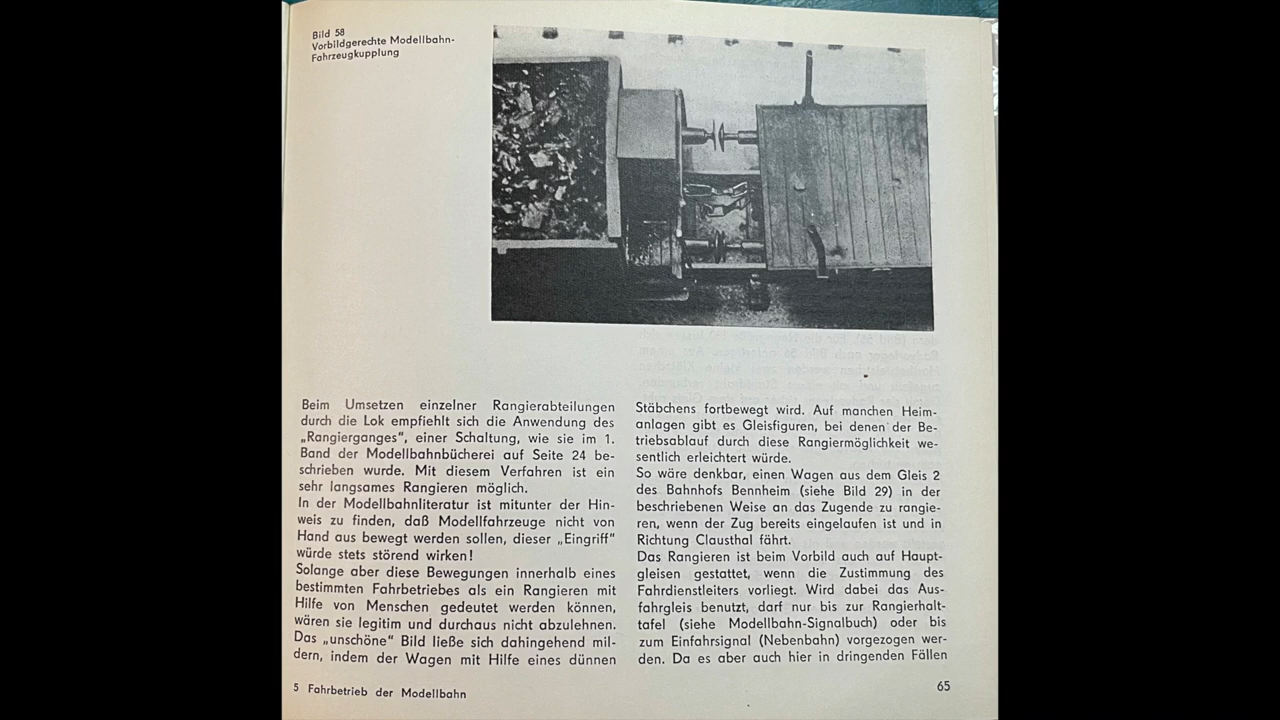 Bild 58
Vorbildgerechte Modellbahn-
Fahrzeugkupplung
Beim Umsetzen einzelner Rangierabteilungen
durch die Lok empfiehlt sich die Anwendung des
„Rangierganges“, einer Schaltung, wie sie im 1.
Band der Modellbahnbücherei auf Seite 24 be-
schrieben wurde. Mit diesem Verfahren ist ein
sehr langsames Rangieren möglich.
In der Modellbahnliteratur ist mitunter der Hin-
weis zu finden, daß Modellfahrzeuge nicht von
Hand aus bewegt werden sollen, dieser „Eingriff“
würde stets störend wirken!
Solange aber diese Bewegungen innerhalb eines
bestimmten Fahrbetriebes als ein Rangieren mit
Hilfe von Menschen gedeutet werden können,
wären sie legitim und durchaus nicht abzulehnen.
Das „unschöne“ Bild ließe sich dahingehend mil-
dern, indem der Wagen mit Hilfe eines dünnen
Stäbchens fortbewegt wird. Auf manchen Heim-
anlagen gibt es Gleisfiguren, bei denen der Be-
triebsablauf durch diese Rangiermöglichkeit we-
sentlich erleichtert würde.
So wäre denkbar, einen Wagen aus dem Gleis 2
des Bahnhofs Bennheim (siehe Bild 29) in der
beschriebenen Weise an das Zugende zu rangie-
ren, wenn der Zug bereits eingelaufen ist und in
Richtung Clausthal fährt.
Das Rangieren ist beim Vorbild auch auf Haupt-
gleisen gestattet, wenn die Zustimmung des
Fahrdienstleiters vorliegt. Wird dabei das Aus-
fahrgleis benutzt, darf nur bis zur Rangierhalt-
tafel (siehe Modellbahn-Signalbuch) oder bis
zum Einfahrsignal (Nebenbahn) vorgezogen wer-
den. Da es aber auch hier in dringenden Fällen
5 Fahrbetrieb der Modellbahn
65